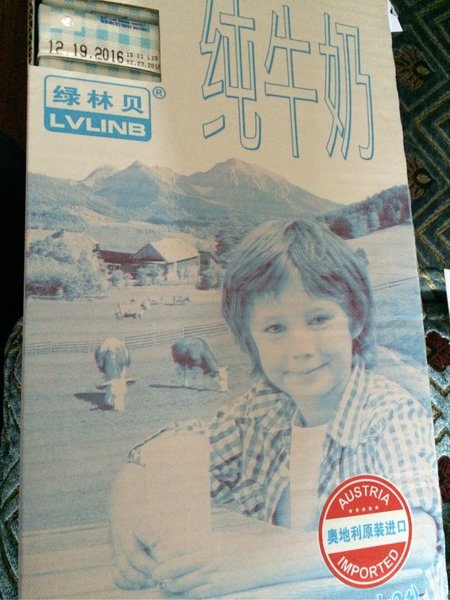 12.19.2016
绿林贝®
LVLINB
纯牛奶
AUSTRIA
奥地利原装进口
IMPORTED